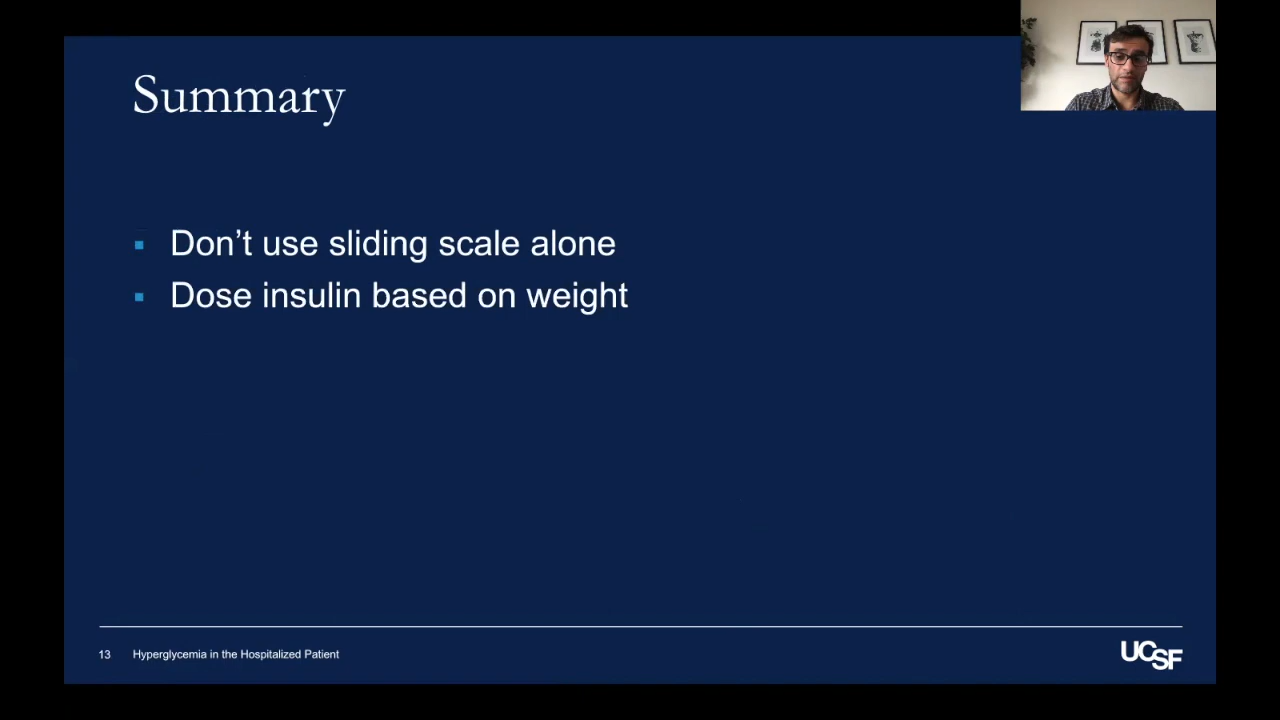 Summary
Don’t use sliding scale alone
Dose insulin based on weight
13 Hyperglycemia in the Hospitalized Patient
UCSF